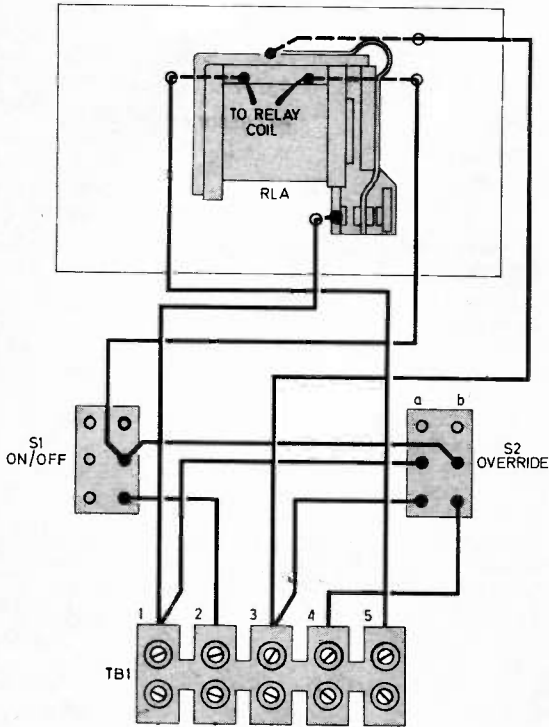 TO RELAY
COIL
RLA
a b
S1
ON/OFF
S2
OVERRIDE
1 2 3 4 5
TB1